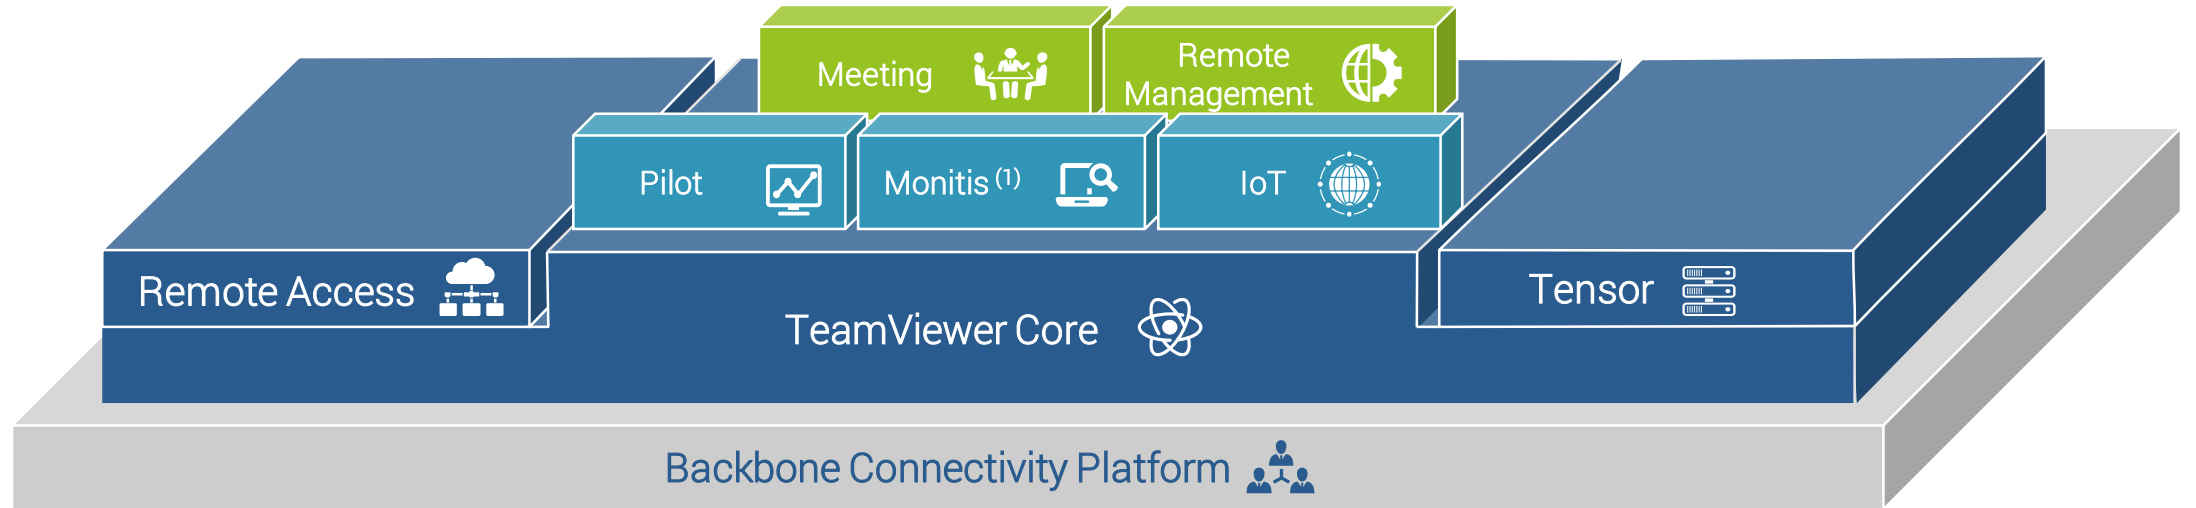 Meeting
Remote
Management
Pilot
Monitis (1)
IoT
Remote Access
Tensor
TeamViewer Core
Backbone Connectivity Platform